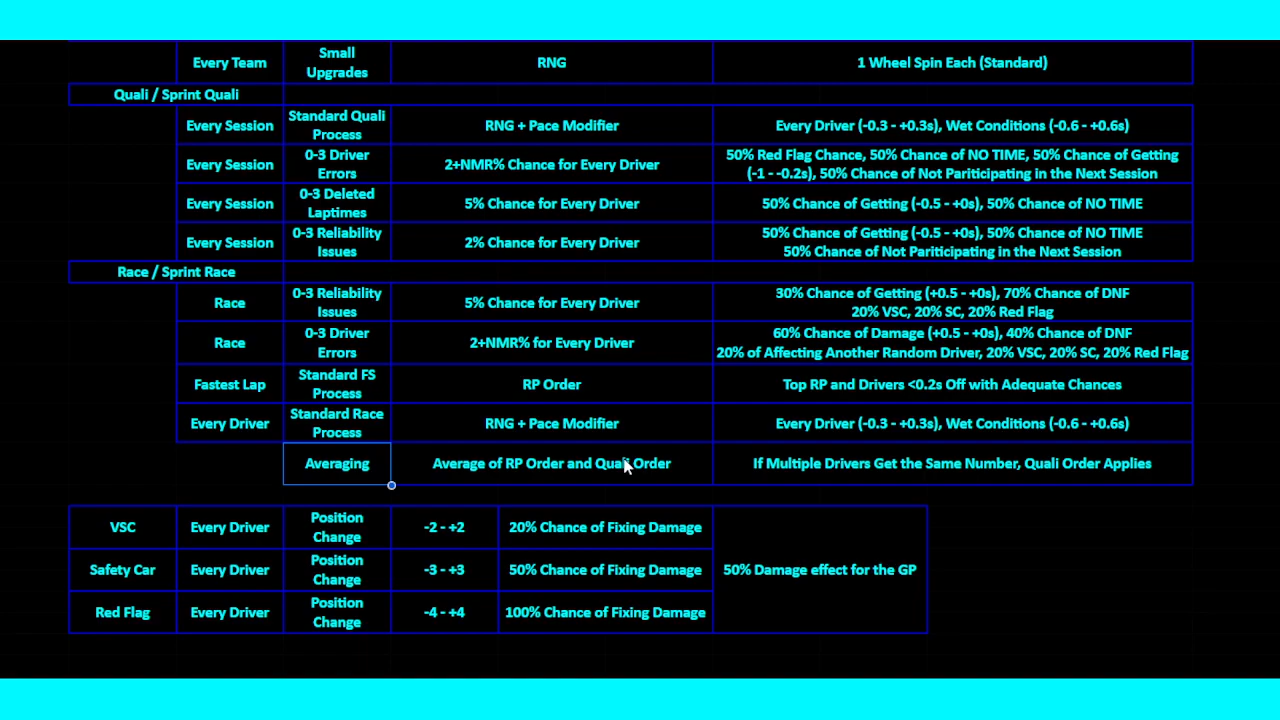 Every Team
Small
Upgrades
RNG
1 Wheel Spin Each (Standard)
Quali / Sprint Quali
Every Session
Standard Quali
Process
RNG + Pace Modifier
Every Driver (-0.3 - +0.3s), Wet Conditions (-0.6 - +0.6s)
Every Session
0-3 Driver
Errors
2+NMR% Chance for Every Driver
50% Red Flag Chance, 50% Chance of NO TIME, 50% Chance of Getting
(-1 - -0.2s), 50% Chance of Not Pariticipating in the Next Session
Every Session
0-3 Deleted
Laptimes
5% Chance for Every Driver
50% Chance of Getting (-0.5 - +0s), 50% Chance of NO TIME
Every Session
0-3 Reliability
Issues
2% Chance for Every Driver
50% Chance of Getting (-0.5 - +0s), 50% Chance of NO TIME
50% Chance of Not Pariticipating in the Next Session
Race / Sprint Race
Race
0-3 Reliability
Issues
5% Chance for Every Driver
30% Chance of Getting (+0.5 - +0s), 70% Chance of DNF
20% VSC, 20% SC, 20% Red Flag
Race
0-3 Driver
Errors
2+NMR% for Every Driver
60% Chance of Damage (+0.5 - +0s), 40% Chance of DNF
20% of Affecting Another Random Driver, 20% VSC, 20% SC, 20% Red Flag
Fastest Lap
Standard FS
Process
RP Order
Top RP and Drivers <0.2s Off with Adequate Chances
Every Driver
Standard Race
Process
RNG + Pace Modifier
Every Driver (-0.3 - +0.3s), Wet Conditions (-0.6 - +0.6s)
Averaging
Average of RP Order and Quali Order
If Multiple Drivers Get the Same Number, Quali Order Applies
VSC
Every Driver
Position
Change
-2 - +2
20% Chance of Fixing Damage
Safety Car
Every Driver
Position
Change
-3 - +3
50% Chance of Fixing Damage
50% Damage effect for the GP
Red Flag
Every Driver
Position
Change
-4 - +4
100% Chance of Fixing Damage